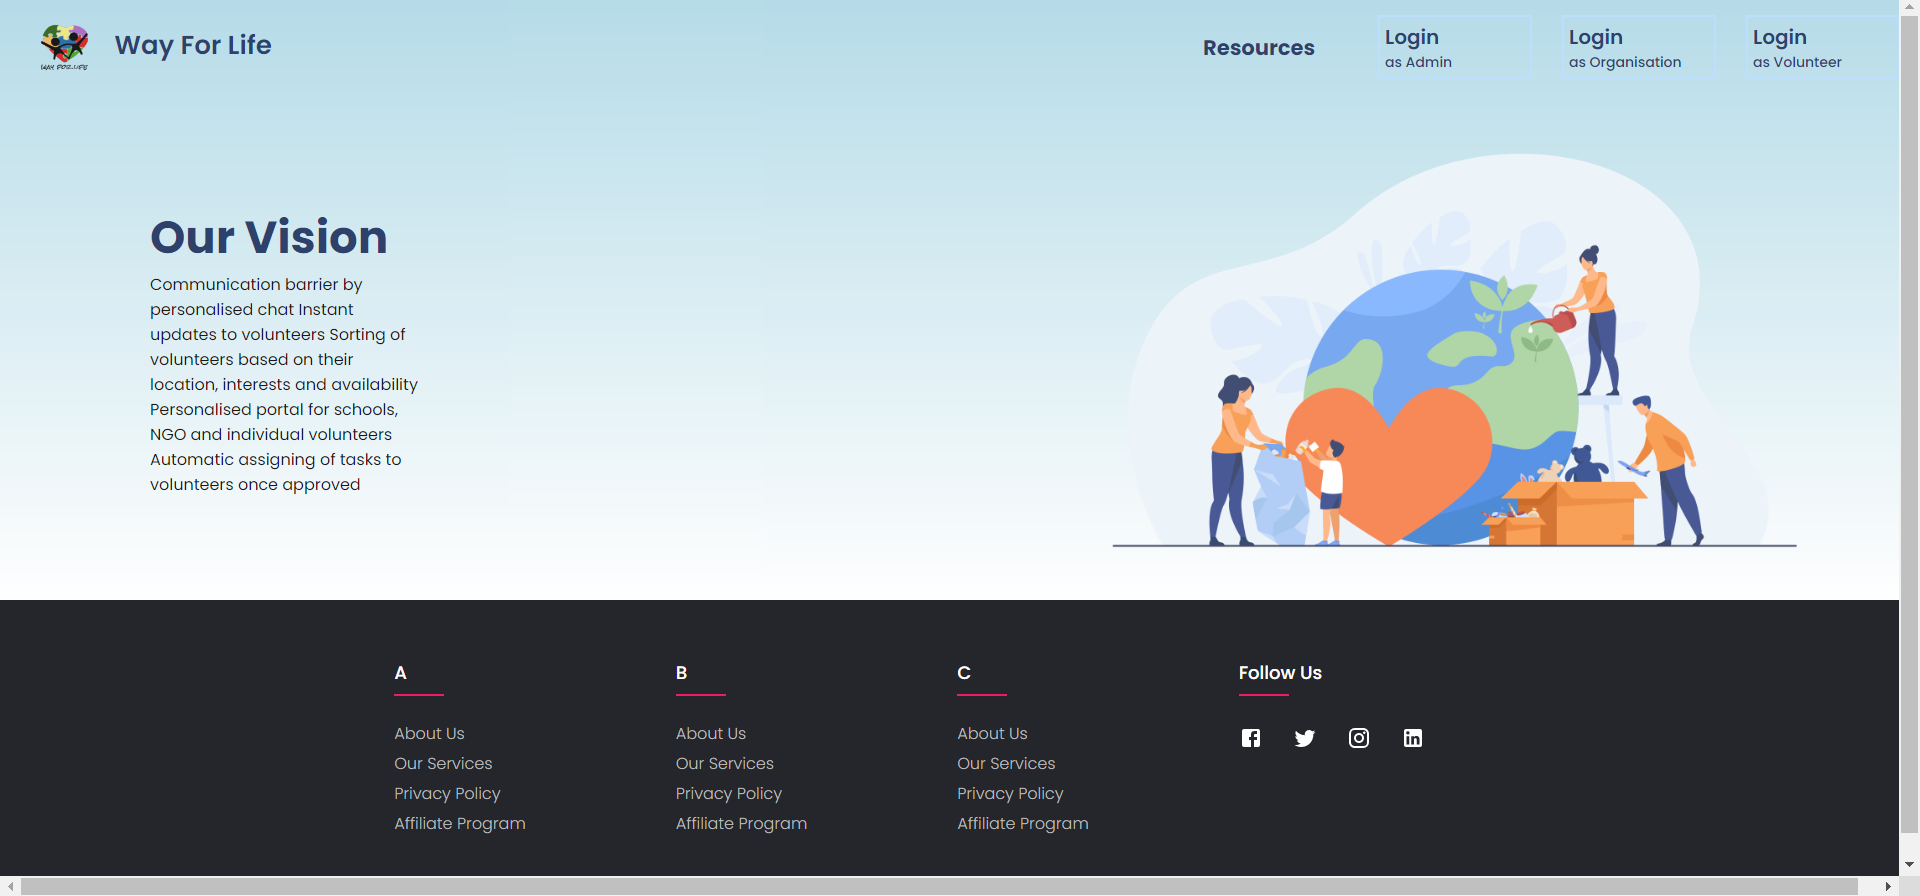 WAY FOR LIFE
Way For Life
Resources
Login
as Admin
Login
as Organisation
Login
as Volunteer
Our Vision
Communication barrier by
personalised chat Instant
updates to volunteers Sorting of
volunteers based on their
location, interests and availability
Personalised portal for schools,
NGO and individual volunteers
Automatic assigning of tasks to
volunteers once approved
A
About Us
Our Services
Privacy Policy
Affiliate Program
B
About Us
Our Services
Privacy Policy
Affiliate Program
C
About Us
Our Services
Privacy Policy
Affiliate Program
Follow Us